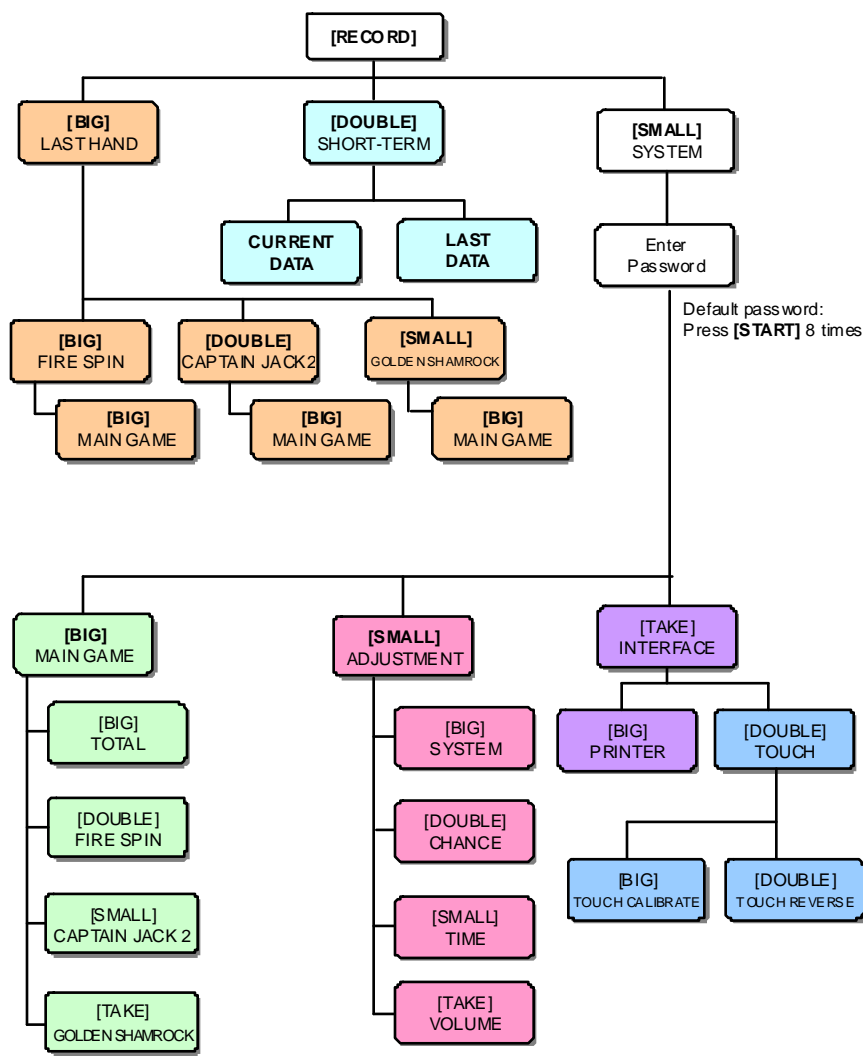 [RECORD]
[BIG]
LAST HAND
[DOUBLE]
SHORT-TERM
[SMALL]
SYSTEM
CURRENT
DATA
LAST
DATA
Enter
Password
Default password:
Press [START] 8 times
[BIG]
FIRE SPIN
[DOUBLE]
CAPTAIN JACK2
[SMALL]
GOLDEN SHAMROCK
[BIG]
MAIN GAME
[BIG]
MAIN GAME
[BIG]
MAIN GAME
[BIG]
MAIN GAME
[SMALL]
ADJUSTMENT
[TAKE]
INTERFACE
[BIG]
TOTAL
[DOUBLE]
FIRE SPIN
[SMALL]
CAPTAIN JACK 2
[TAKE]
GOLDEN SHAMROCK
[BIG]
SYSTEM
[DOUBLE]
CHANCE
[SMALL]
TIME
[TAKE]
VOLUME
[BIG]
PRINTER
[DOUBLE]
TOUCH
[BIG]
TOUCH CALIBRATE
[DOUBLE]
TOUCH REVERSE